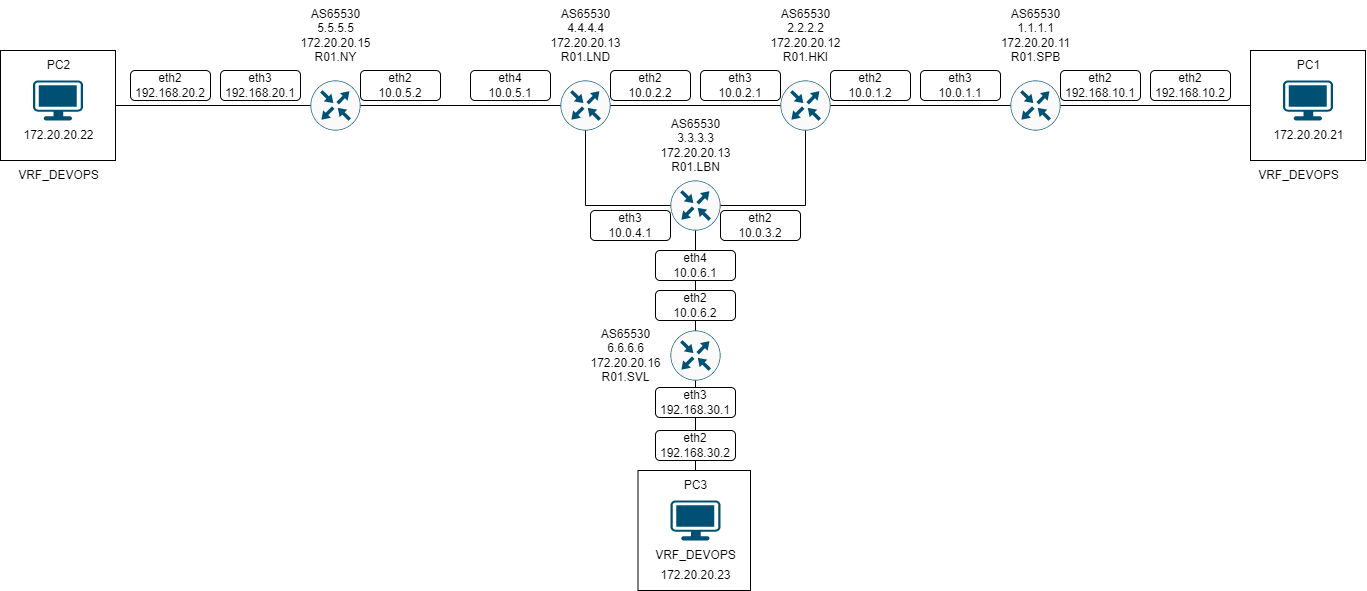 AS65530
5.5.5.5
172.20.20.15
R01.NY
AS65530
4.4.4.4
172.20.20.13
R01.LND
AS65530
2.2.2.2
172.20.20.12
R01.HKI
AS65530
1.1.1.1
172.20.20.11
R01.SPB
PC2
172.20.20.22
VRF_DEVOPS
eth2
192.168.20.2
eth3
192.168.20.1
eth2
10.0.5.2
eth4
10.0.5.1
eth2
10.0.2.2
eth3
10.0.2.1
eth2
10.0.1.2
eth3
10.0.1.1
eth2
192.168.10.1
eth2
192.168.10.2
PC1
172.20.20.21
VRF_DEVOPS
AS65530
3.3.3.3
172.20.20.13
R01.LBN
eth3
10.0.4.1
eth2
10.0.3.2
eth4
10.0.6.1
eth2
10.0.6.2
AS65530
6.6.6.6
172.20.20.16
R01.SVL
eth3
192.168.30.1
eth2
192.168.30.2
PC3
VRF_DEVOPS
172.20.20.23